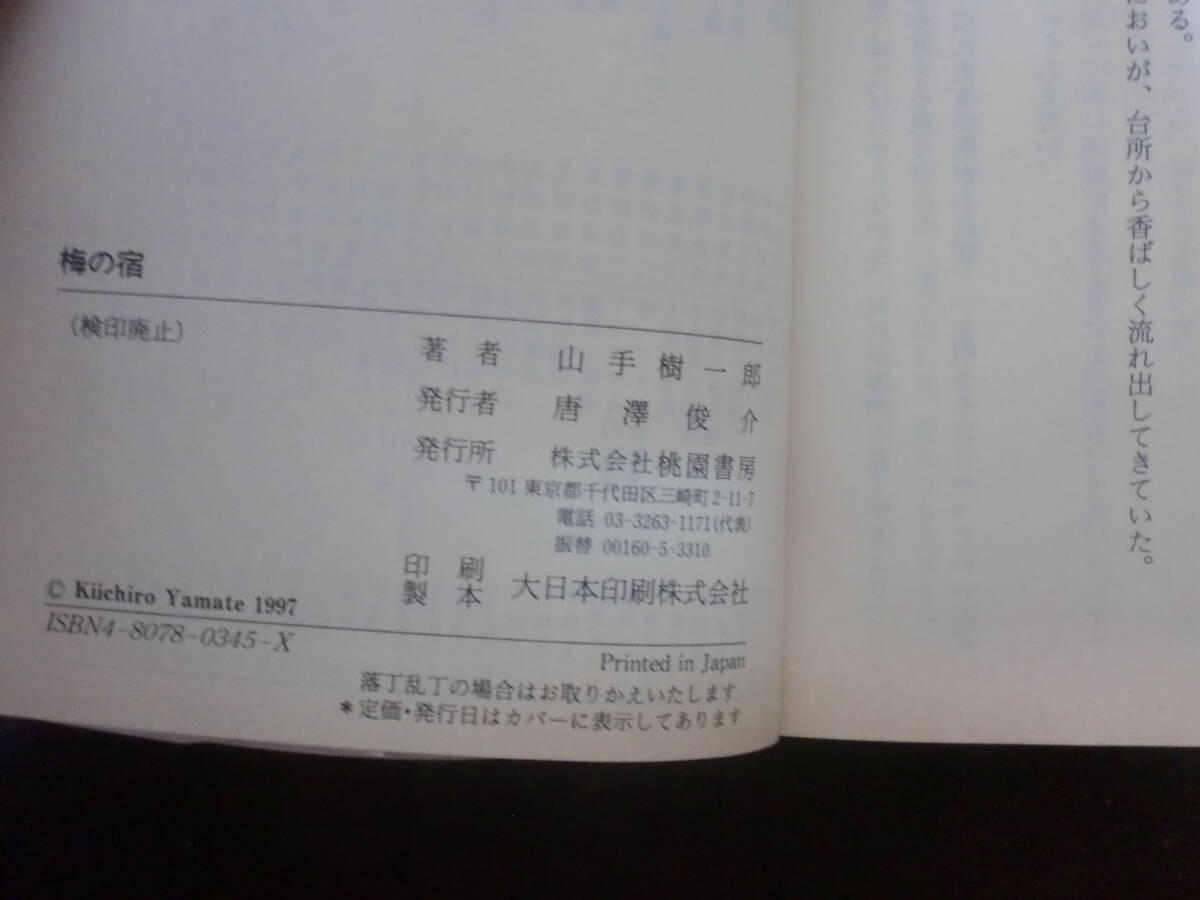 ある。
においが、台所から香ばしく流れ出してきていた。
梅の宿
(検印廃止)
著者 山手樹一郎
発行者 唐澤俊介
発行所 株式会社桃園書房
〒101 東京都千代田区三崎町2-11-7
電話 03-3263-1171(代表)
振替 00160-5-3310
印刷
製本 大日本印刷株式会社
© Kiichiro Yamate 1997
ISBN4-8078-0345-X
Printed in Japan
落丁乱丁の場合はお取りかえいたします
*定価・発行日はカバーに表示してあります